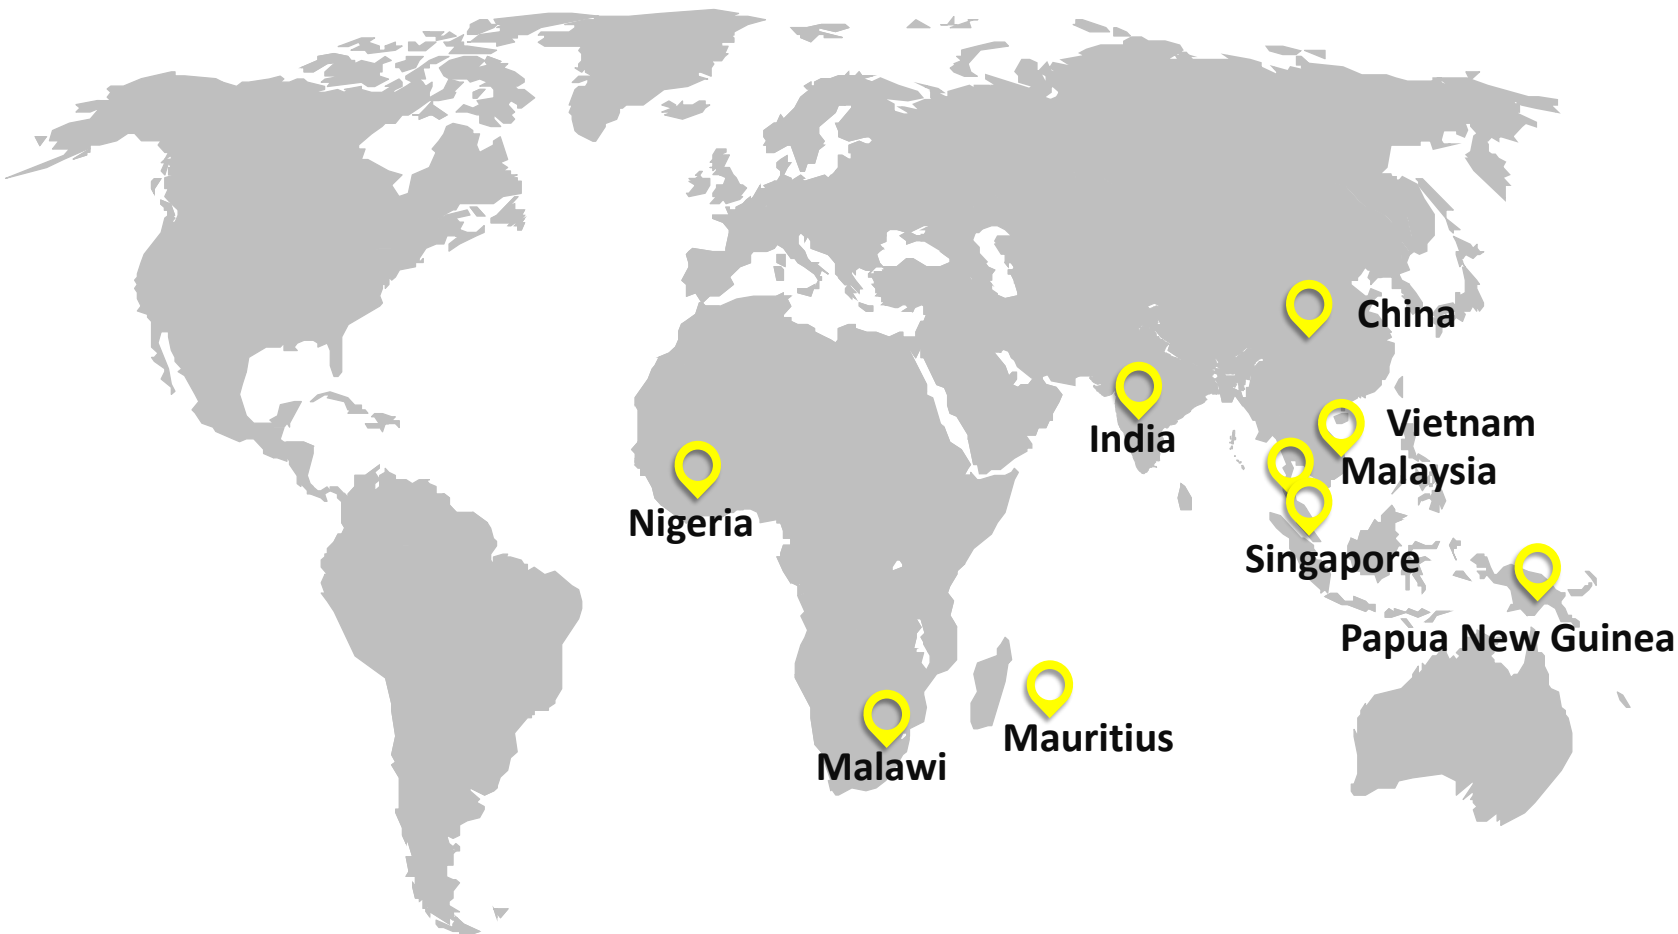 China
Vietnam
India
Malaysia
Nigeria
Singapore
Papua New Guinea
Mauritius
Malawi